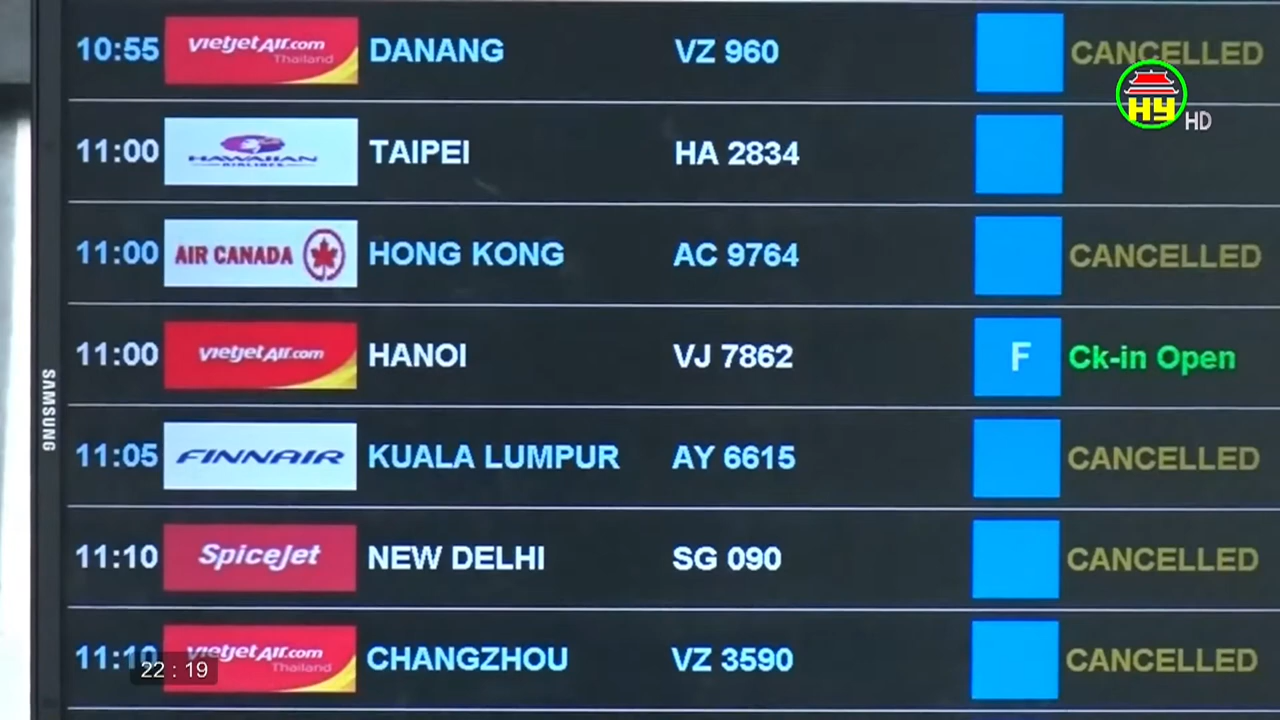 10:55 vietjetAir.com Thailand DANANG VZ 960 CANCELLED
HY HD
11:00 HAWAIIAN AIRLINES TAIPEI HA 2834
11:00 AIR CANADA HONG KONG AC 9764 CANCELLED
11:00 vietjetAir.com HANOI VJ 7862 F Ck-in Open
SAMSUNG
11:05 FINNAIR KUALA LUMPUR AY 6615 CANCELLED
11:10 SpiceJet NEW DELHI SG 090 CANCELLED
11:10 vietjetAir.com Thailand CHANGZHOU VZ 3590 CANCELLED
22 : 19